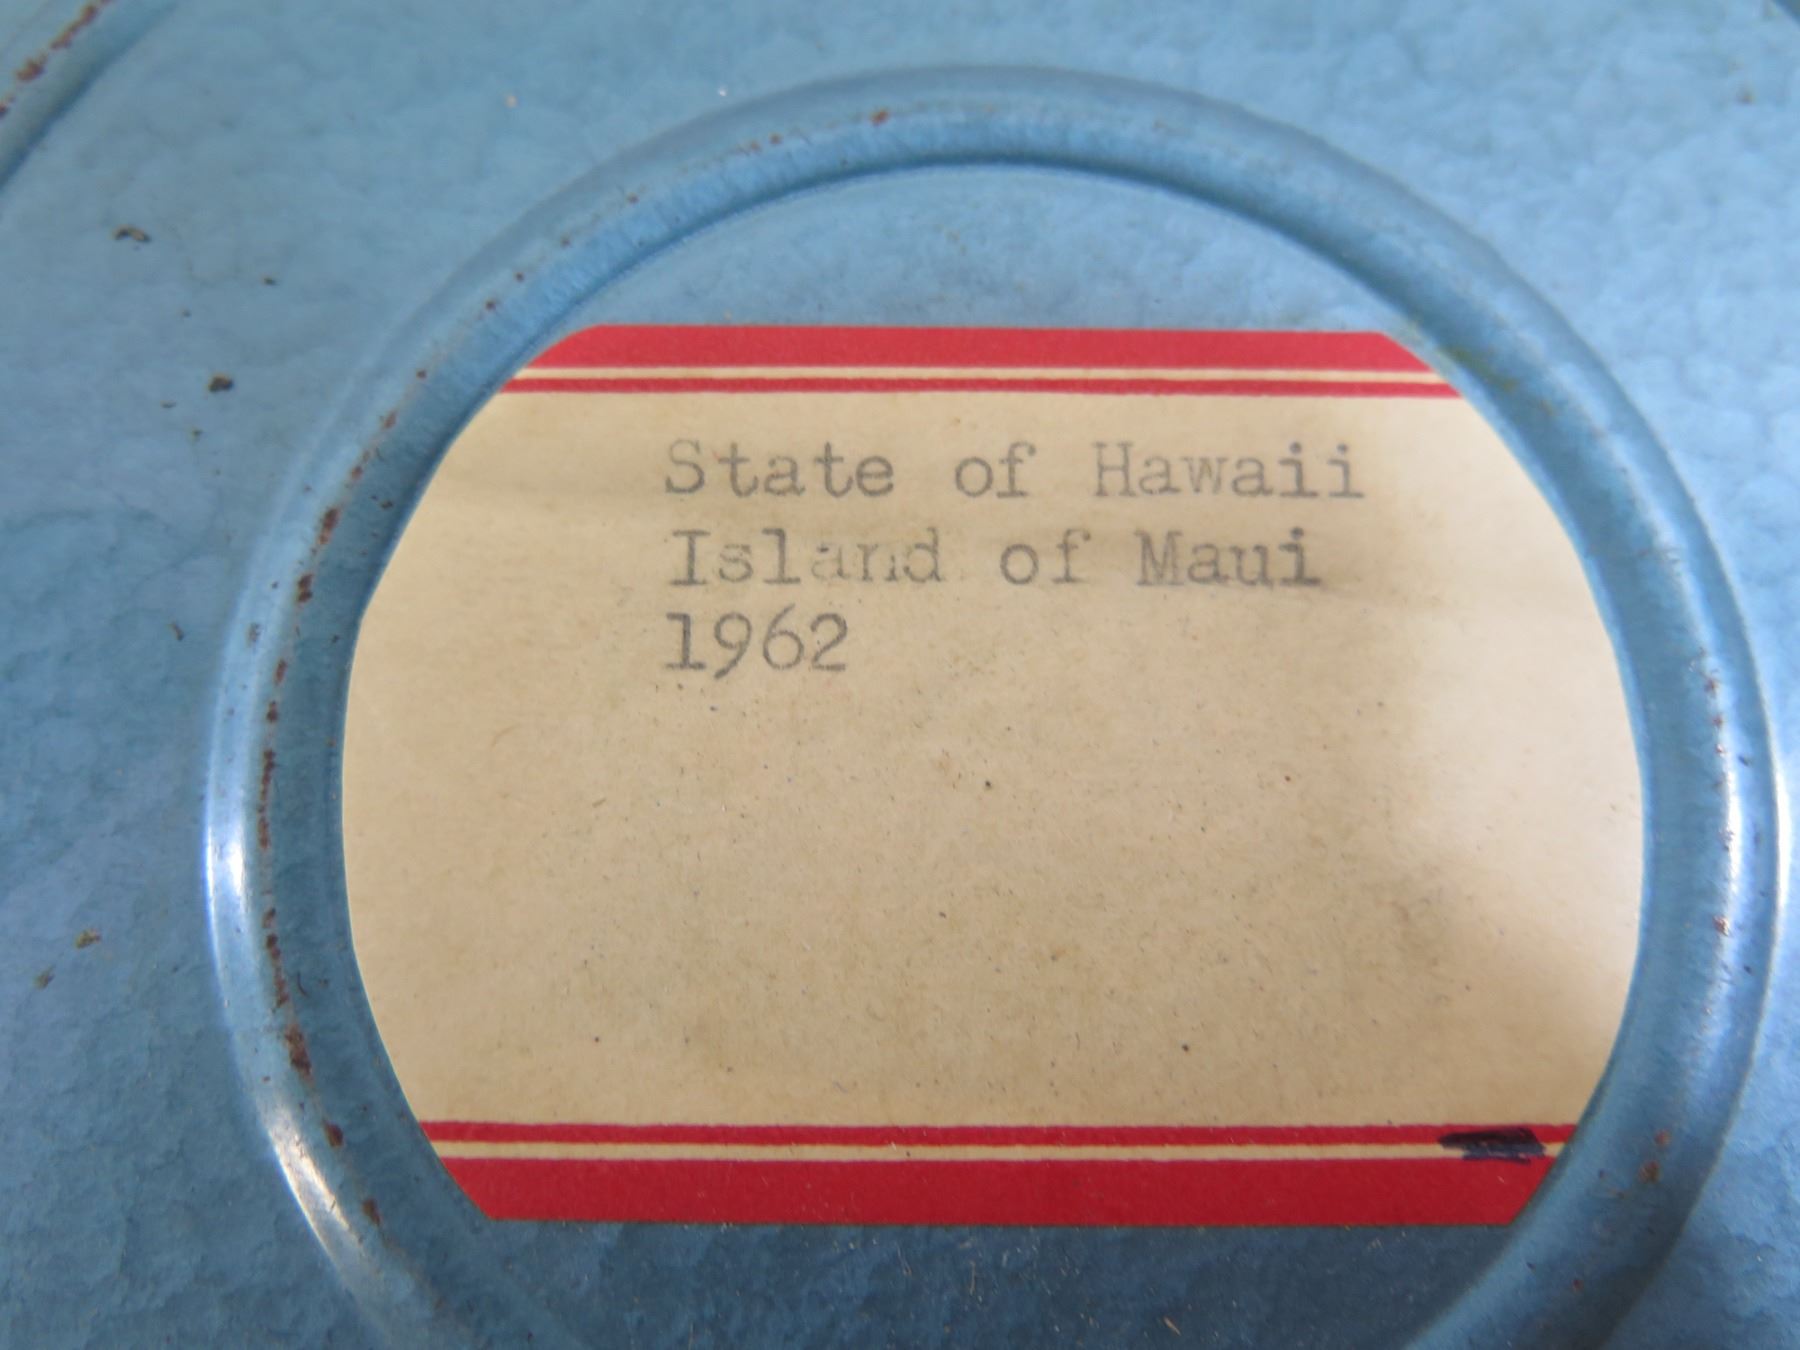 State of Hawaii
Island of Maui
1962